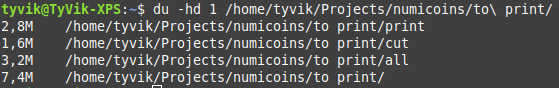 tyvik@TyVik-XPS:~$ du -hd 1 /home/tyvik/Projects/numicoins/to\ print/
2,8M	/home/tyvik/Projects/numicoins/to print/print
1,6M	/home/tyvik/Projects/numicoins/to print/cut
3,2M	/home/tyvik/Projects/numicoins/to print/all
7,4M	/home/tyvik/Projects/numicoins/to print/